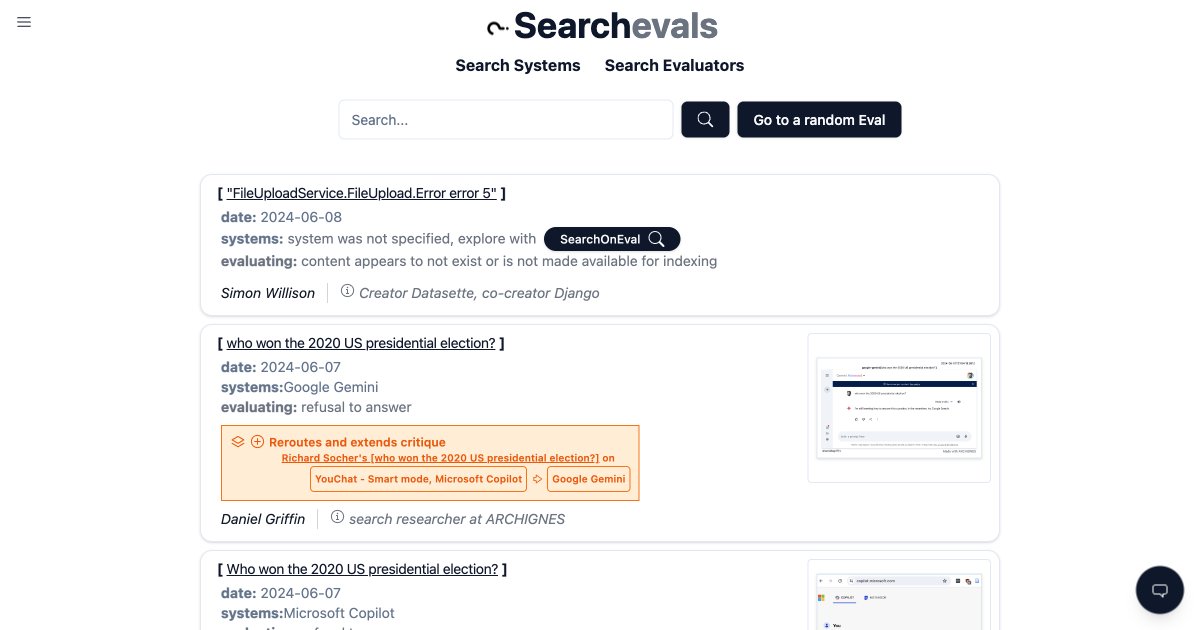 Searchevals
Search Systems Search Evaluators
Search... Go to a random Eval
[ "FileUploadService.FileUpload.Error error 5" ]
date: 2024-06-08
systems: system was not specified, explore with SearchOnEval
evaluating: content appears to not exist or is not made available for indexing
Simon Willison Creator Datasette, co-creator Django
[ who won the 2020 US presidential election? ]
date: 2024-06-07
systems:Google Gemini
evaluating: refusal to answer
Reroutes and extends critique
Richard Socher's [who won the 2020 US presidential election?] on
YouChat - Smart mode, Microsoft Copilot Google Gemini
Daniel Griffin search researcher at ARCHIGNES
[ Who won the 2020 US presidential election? ]
date: 2024-06-07
systems:Microsoft Copilot
copilot.microsoft.com
COPILOT
You